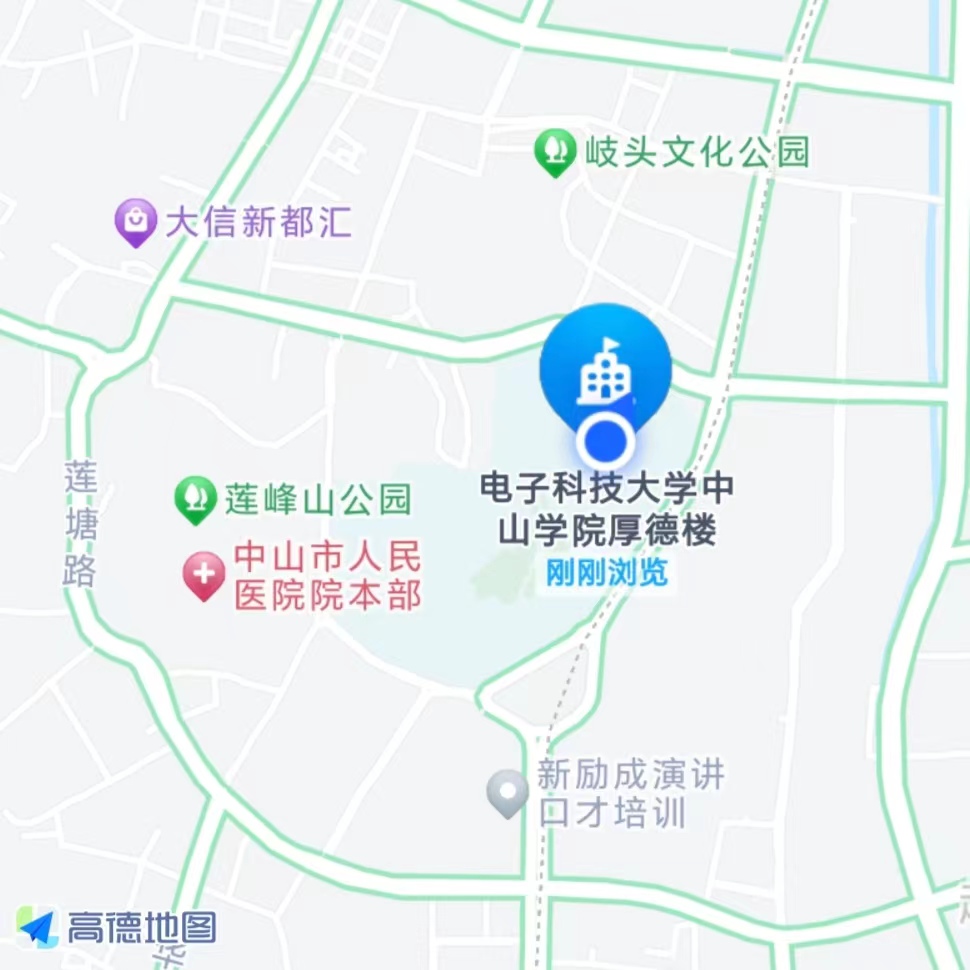 岐头文化公园
大信新都汇
电子科技大学中
山学院厚德楼
刚刚浏览
莲塘路
莲峰山公园
中山市人民
医院院本部
新励成演讲
口才培训
高德地图